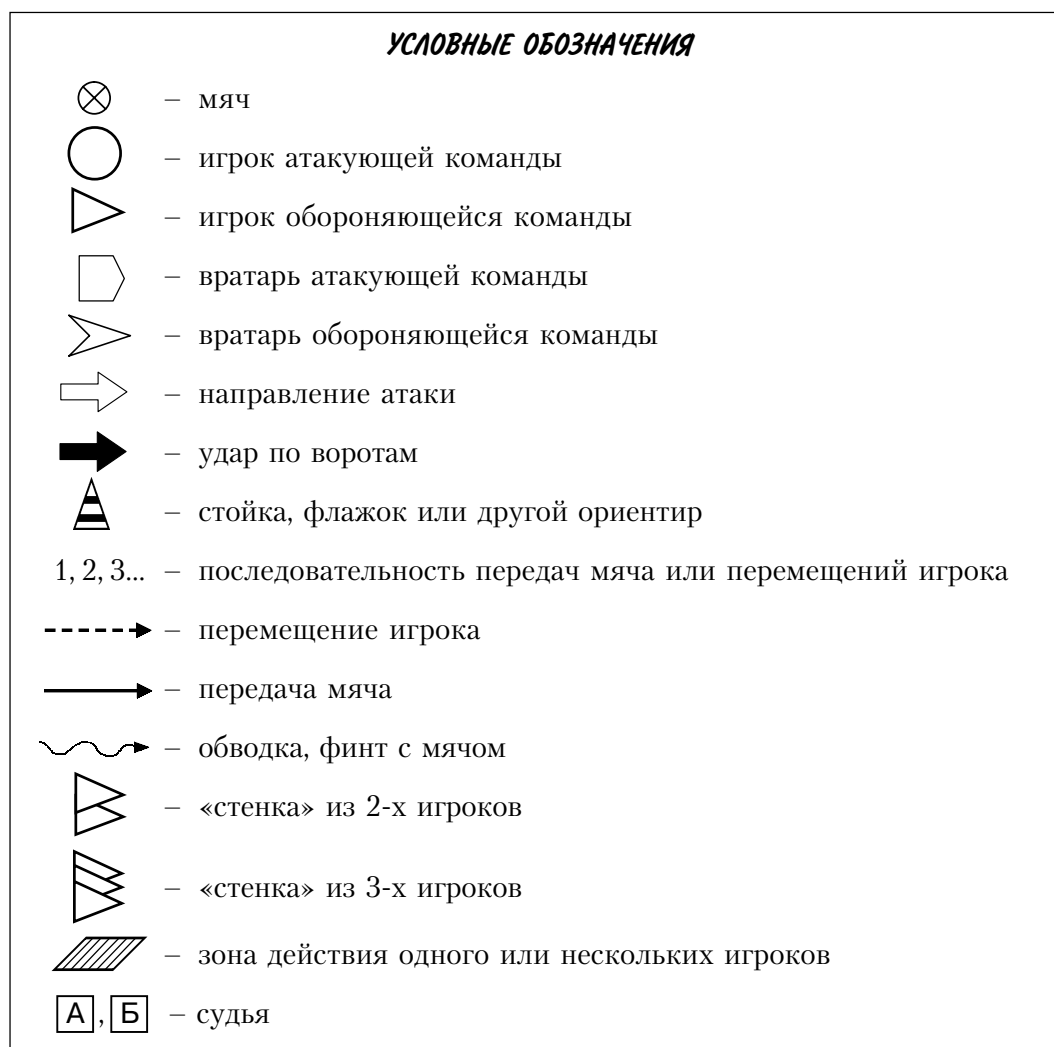 УСЛОВНЫЕ ОБОЗНАЧЕНИЯ
– мяч
– игрок атакующей команды
– игрок обороняющейся команды
– вратарь атакующей команды
– вратарь обороняющейся команды
– направление атаки
– удар по воротам
– стойка, флажок или другой ориентир
1, 2, 3... – последовательность передач мяча или перемещений игрока
– перемещение игрока
– передача мяча
– обводка, финт с мячом
– «стенка» из 2-х игроков
– «стенка» из 3-х игроков
– зона действия одного или нескольких игроков
А, Б – судья